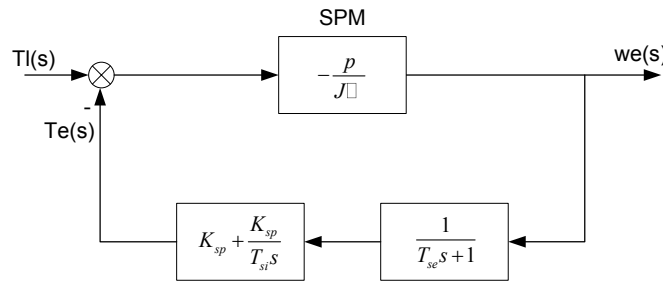 SPM
Tl(s)
we(s)
-p/J□
-
Te(s)
K_sp + K_sp/T_si s
1/T_se s+1